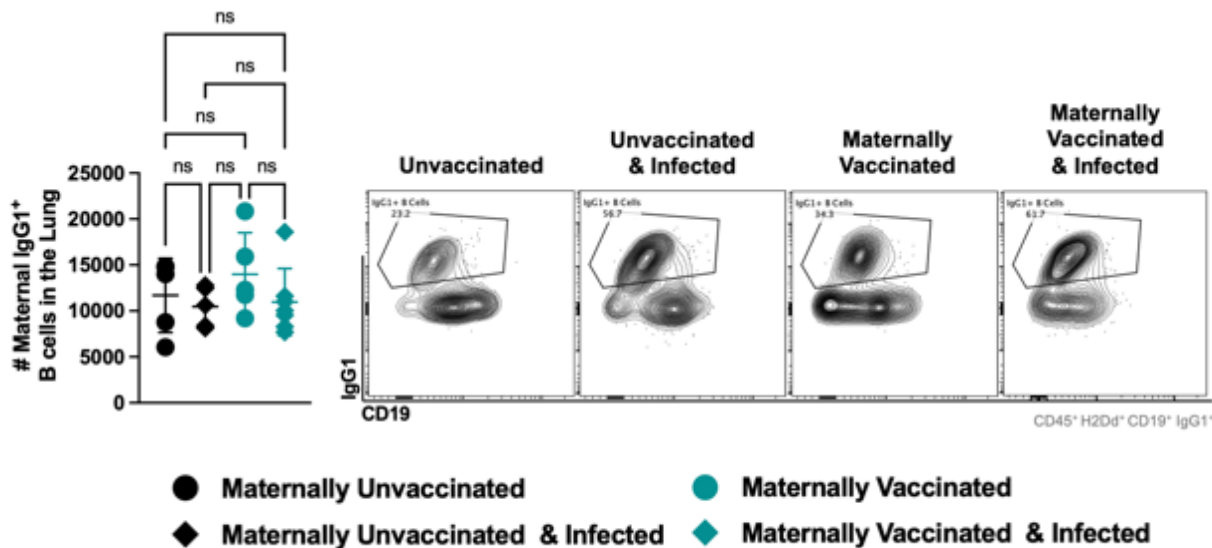 ns
ns
ns
ns
ns
ns
# Maternal IgG1⁺
B cells in the Lung
25000
20000
15000
10000
5000
0
Unvaccinated
Unvaccinated
& Infected
Maternally
Vaccinated
Maternally
Vaccinated
& Infected
IgG1+ B Cells
23.2
IgG1+ B Cells
56.7
IgG1+ B Cells
34.3
IgG1+ B Cells
61.7
IgG1
CD19
CD45⁺ H2Dd⁺ CD19⁺ IgG1⁺
Maternally Unvaccinated
Maternally Vaccinated
Maternally Unvaccinated & Infected
Maternally Vaccinated & Infected